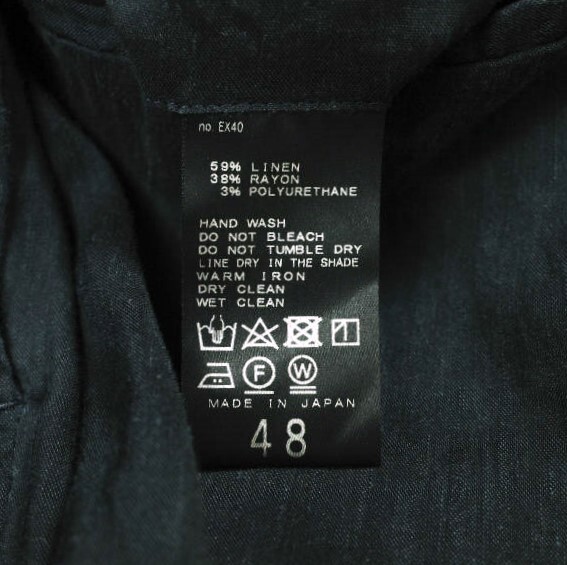 no. EX40
59% LINEN
38% RAYON
3% POLYURETHANE
HAND WASH
DO NOT BLEACH
DO NOT TUMBLE DRY
LINE DRY IN THE SHADE
WARM IRON
DRY CLEAN
WET CLEAN
F W
MADE IN JAPAN
48